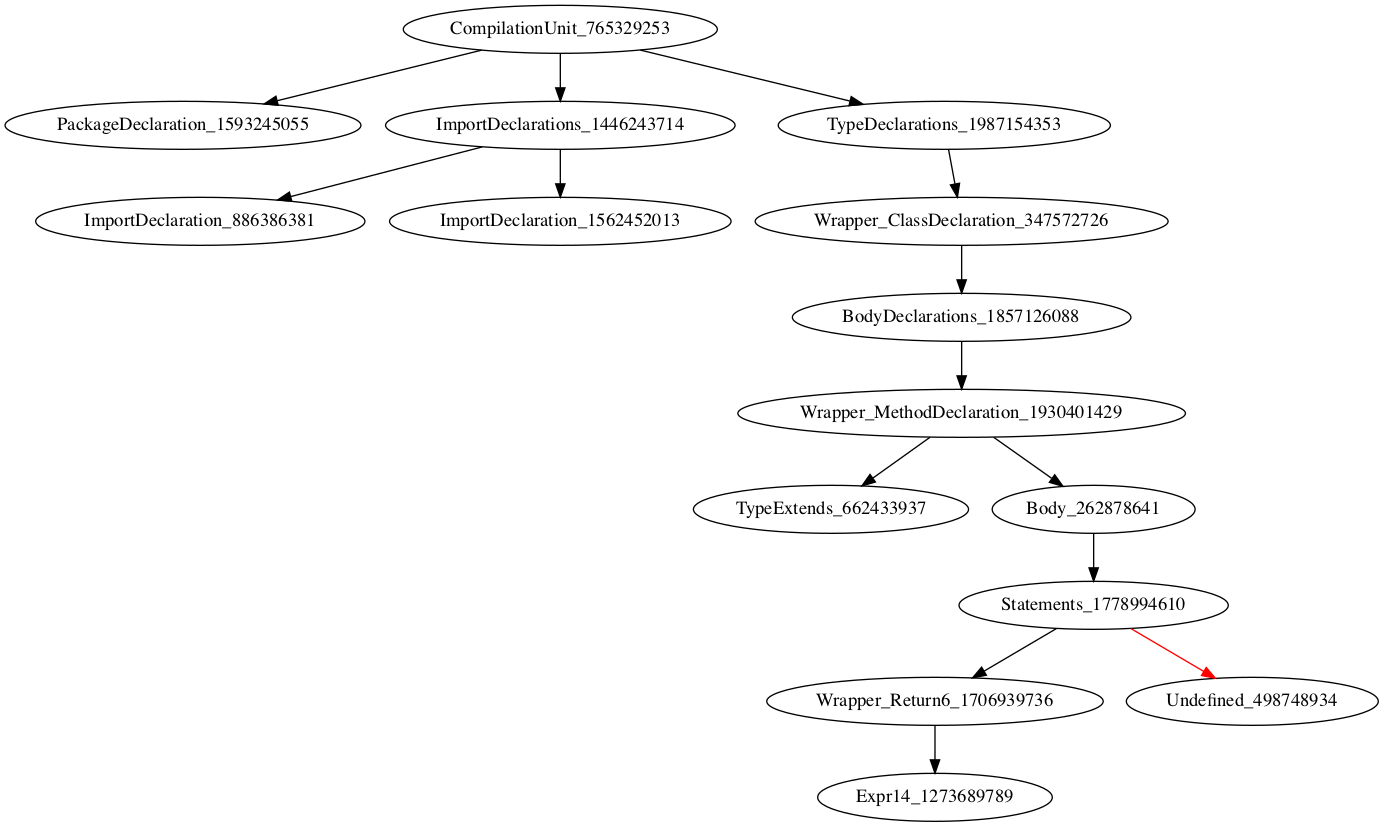 CompilationUnit_765329253
PackageDeclaration_1593245055
ImportDeclarations_1446243714
TypeDeclarations_1987154353
ImportDeclaration_886386381
ImportDeclaration_1562452013
Wrapper_ClassDeclaration_347572726
BodyDeclarations_1857126088
Wrapper_MethodDeclaration_1930401429
TypeExtends_662433937
Body_262878641
Statements_1778994610
Wrapper_Return6_1706939736
Undefined_498748934
Expr14_1273689789